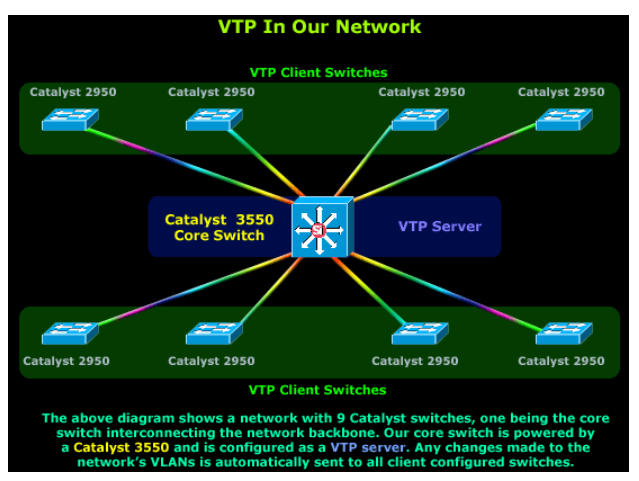 VTP In Our Network
VTP Client Switches
Catalyst 2950 Catalyst 2950 Catalyst 2950 Catalyst 2950
Catalyst 3550
Core Switch
SI
VTP Server
Catalyst 2950 Catalyst 2950 Catalyst 2950 Catalyst 2950
VTP Client Switches
The above diagram shows a network with 9 Catalyst switches, one being the core
switch interconnecting the network backbone. Our core switch is powered by
a Catalyst 3550 and is configured as a VTP server. Any changes made to the
network's VLANs is automatically sent to all client configured switches.